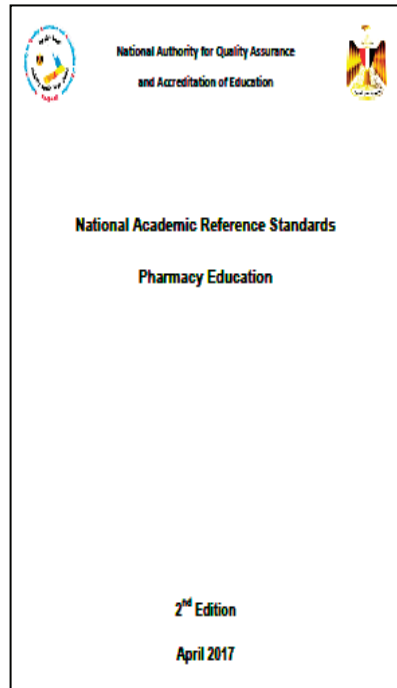 National Authority for Quality Assurance
and Accreditation of Education
National Academic Reference Standards
Pharmacy Education
2nd Edition
April 2017